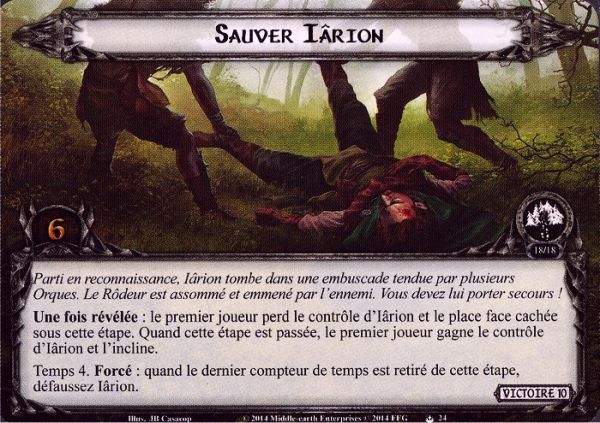 SAUVER IÂRION
6
18/18
Parti en reconnaissance, Iârion tombe dans une embuscade tendue par plusieurs
Orques. Le Rôdeur est assommé et emmené par l'ennemi. Vous devez lui porter secours !
Une fois révélée : le premier joueur perd le contrôle d'Iârion et le place face cachée
sous cette étape. Quand cette étape est passée, le premier joueur gagne le contrôle
d'Iârion et l'incline.
Temps 4. Forcé : quand le dernier compteur de temps est retiré de cette étape,
défaussez Iârion.
VICTOIRE 10
Illus. JB Casacop © 2014 Middle-earth Enterprises © 2014 FFG 24